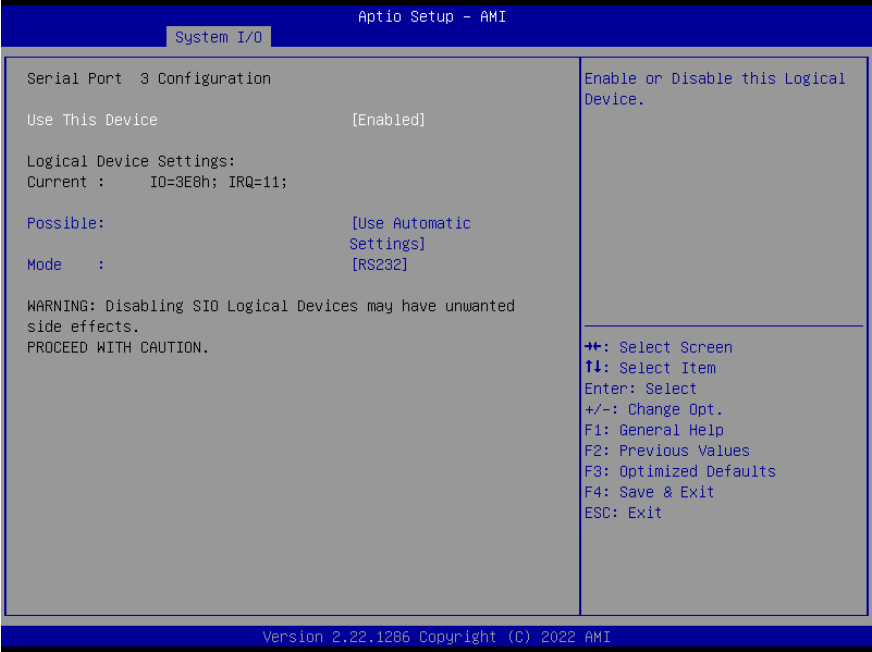 Aptio Setup – AMI
System I/O
Serial Port 3 Configuration
Use This Device [Enabled]
Logical Device Settings:
Current : IO=3E8h; IRQ=11;
Possible: [Use Automatic
Settings]
Mode : [RS232]
WARNING: Disabling SIO Logical Devices may have unwanted
side effects.
PROCEED WITH CAUTION.
Enable or Disable this Logical
Device.
→←: Select Screen
↑↓: Select Item
Enter: Select
+/-: Change Opt.
F1: General Help
F2: Previous Values
F3: Optimized Defaults
F4: Save & Exit
ESC: Exit
Version 2.22.1286 Copyright (C) 2022 AMI